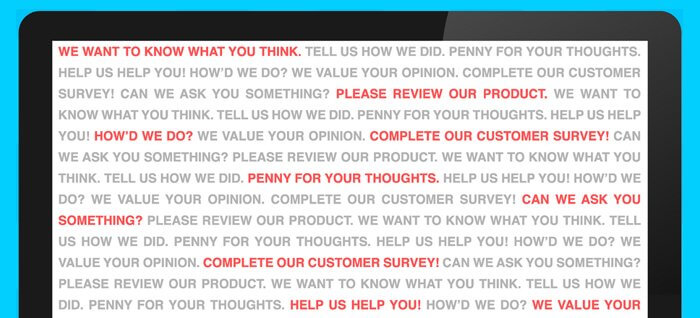 WE WANT TO KNOW WHAT YOU THINK. TELL US HOW WE DID. PENNY FOR YOUR THOUGHTS.
HELP US HELP YOU! HOW'D WE DO? WE VALUE YOUR OPINION. COMPLETE OUR CUSTOMER
SURVEY! CAN WE ASK YOU SOMETHING? PLEASE REVIEW OUR PRODUCT. WE WANT TO
KNOW WHAT YOU THINK. TELL US HOW WE DID. PENNY FOR YOUR THOUGHTS. HELP US HELP
YOU! HOW'D WE DO? WE VALUE YOUR OPINION. COMPLETE OUR CUSTOMER SURVEY! CAN
WE ASK YOU SOMETHING? PLEASE REVIEW OUR PRODUCT. WE WANT TO KNOW WHAT YOU
THINK. TELL US HOW WE DID. PENNY FOR YOUR THOUGHTS. HELP US HELP YOU! HOW'D WE
DO? WE VALUE YOUR OPINION. COMPLETE OUR CUSTOMER SURVEY! CAN WE ASK YOU
SOMETHING? PLEASE REVIEW OUR PRODUCT. WE WANT TO KNOW WHAT YOU THINK. TELL
US HOW WE DID. PENNY FOR YOUR THOUGHTS. HELP US HELP YOU! HOW'D WE DO? WE
VALUE YOUR OPINION. COMPLETE OUR CUSTOMER SURVEY! CAN WE ASK YOU SOMETHING?
PLEASE REVIEW OUR PRODUCT. WE WANT TO KNOW WHAT YOU THINK. TELL US HOW WE
DID. PENNY FOR YOUR THOUGHTS. HELP US HELP YOU! HOW'D WE DO? WE VALUE YOUR